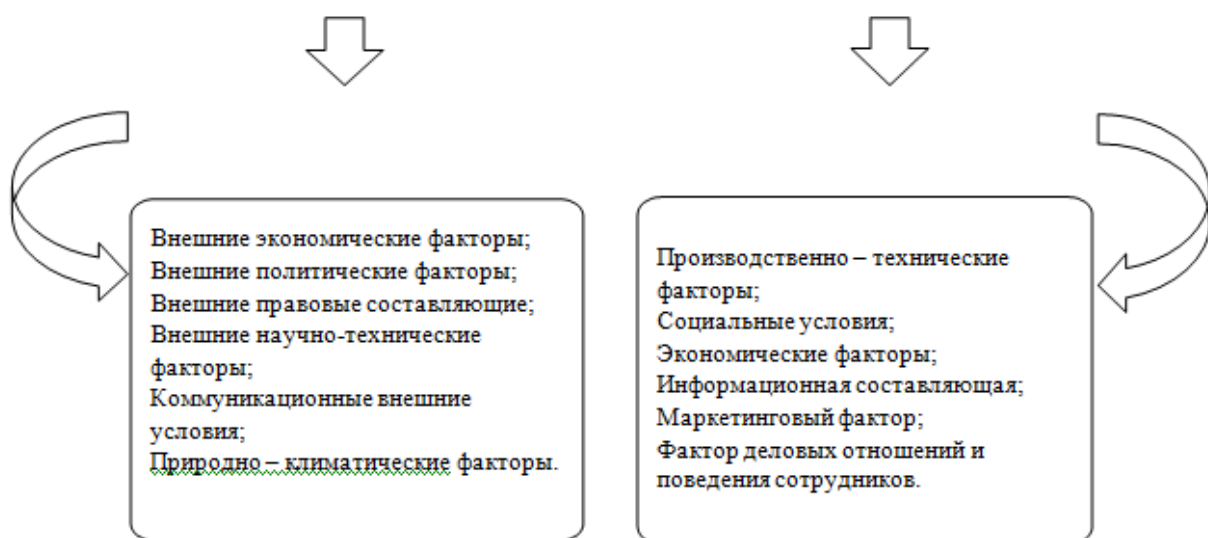 Внешние экономические факторы;
Внешние политические факторы;
Внешние правовые составляющие;
Внешние научно-технические
факторы;
Коммуникационные внешние
условия;
Природно – климатические факторы.
Производственно – технические
факторы;
Социальные условия;
Экономические факторы;
Информационная составляющая;
Маркетинговый фактор;
Фактор деловых отношений и
поведения сотрудников.